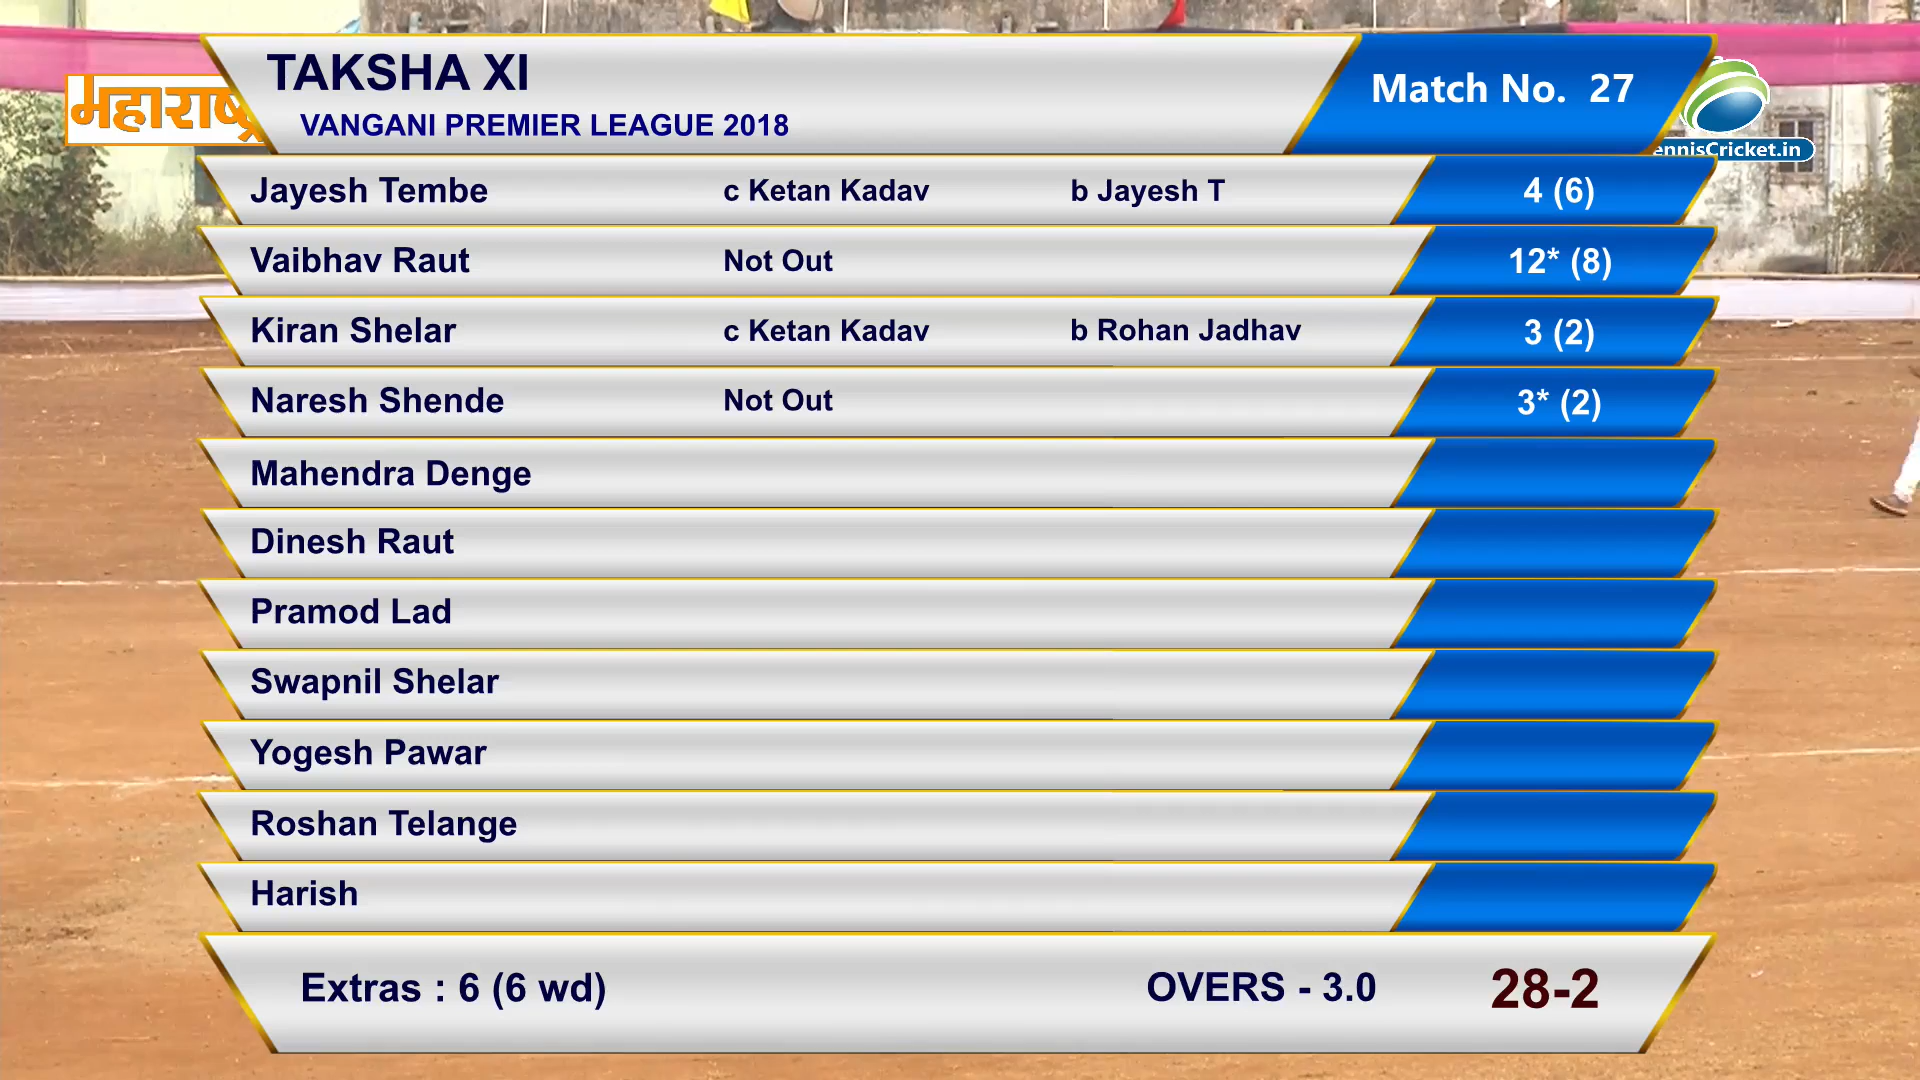 TAKSHA XI
Match No. 27
VANGANI PREMIER LEAGUE 2018
महाराष्ट्र
ennisCricket.in
Jayesh Tembe c Ketan Kadav b Jayesh T 4 (6)
Vaibhav Raut Not Out 12* (8)
Kiran Shelar c Ketan Kadav b Rohan Jadhav 3 (2)
Naresh Shende Not Out 3* (2)
Mahendra Denge
Dinesh Raut
Pramod Lad
Swapnil Shelar
Yogesh Pawar
Roshan Telange
Harish
Extras : 6 (6 wd) OVERS - 3.0 28-2